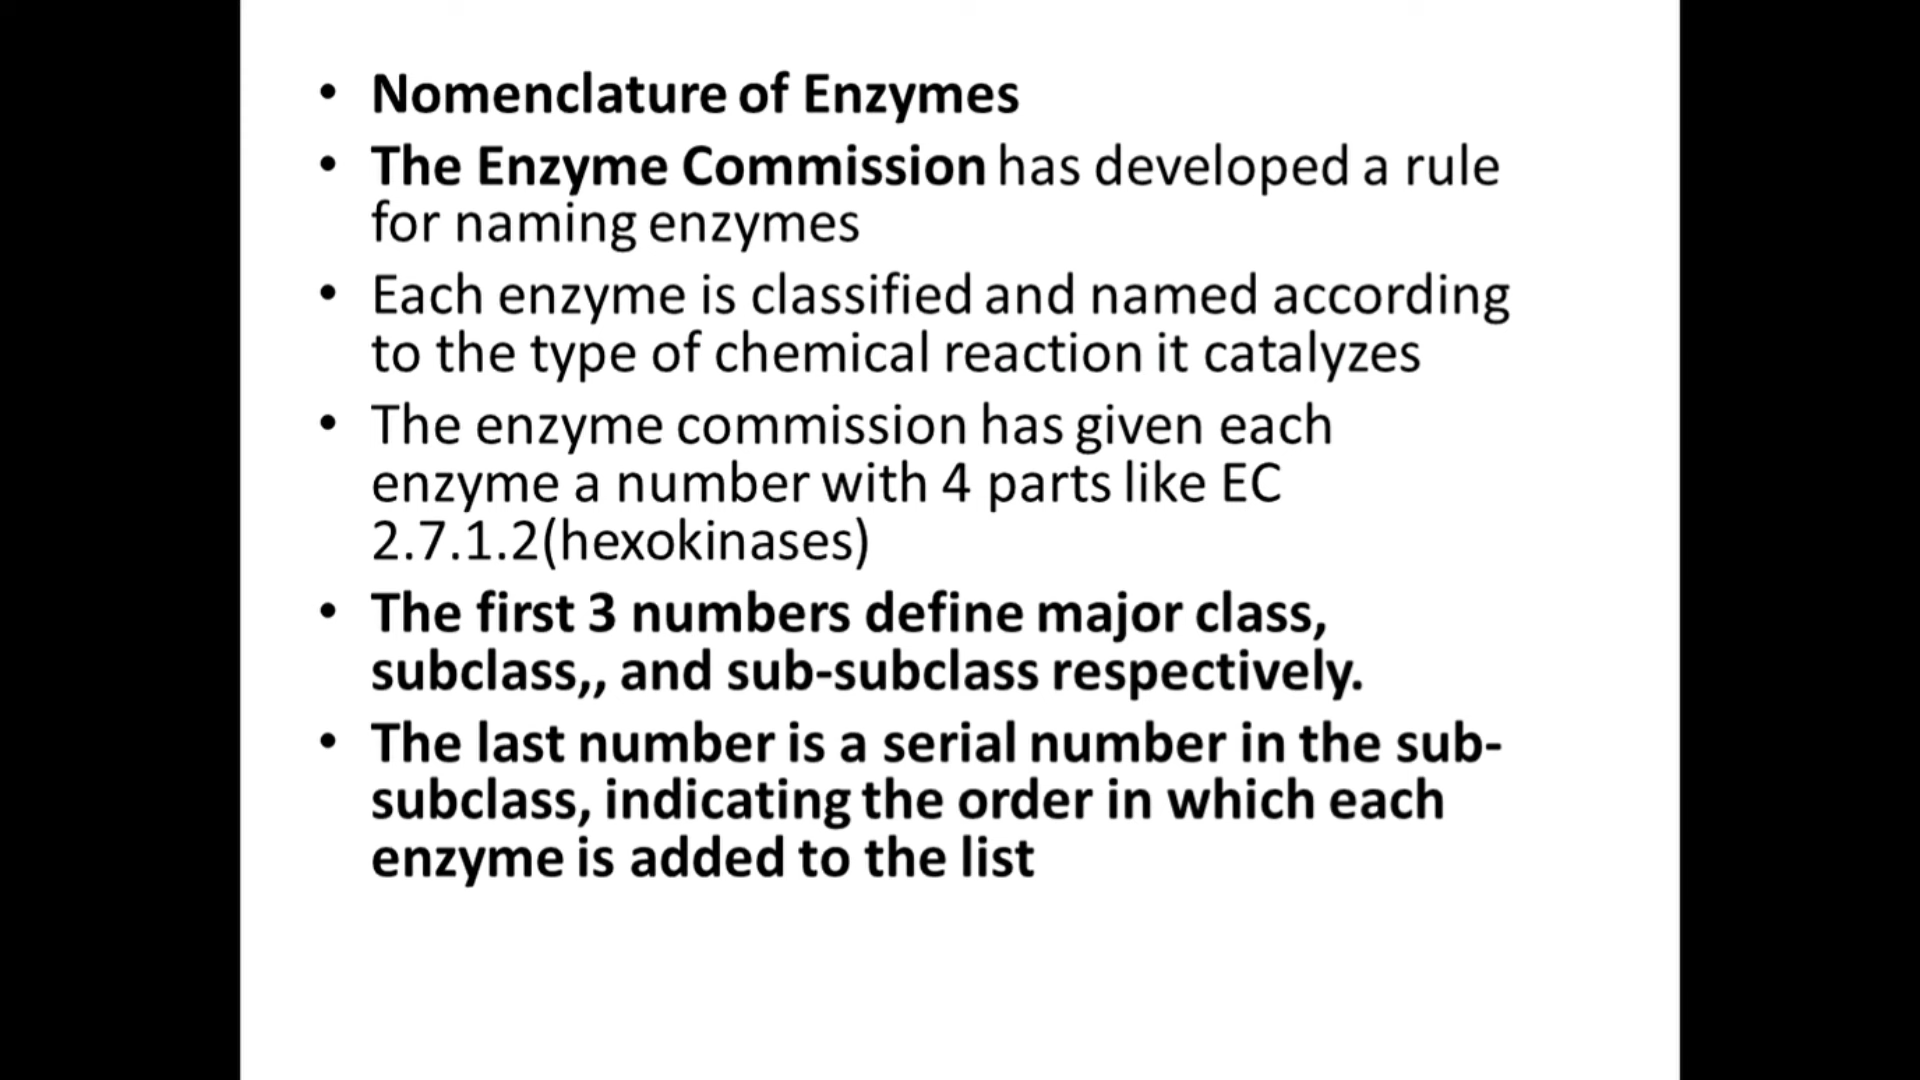 • Nomenclature of Enzymes
• The Enzyme Commission has developed a rule
for naming enzymes
• Each enzyme is classified and named according
to the type of chemical reaction it catalyzes
• The enzyme commission has given each
enzyme a number with 4 parts like EC
2.7.1.2(hexokinases)
• The first 3 numbers define major class,
subclass,, and sub-subclass respectively.
• The last number is a serial number in the sub-
subclass, indicating the order in which each
enzyme is added to the list